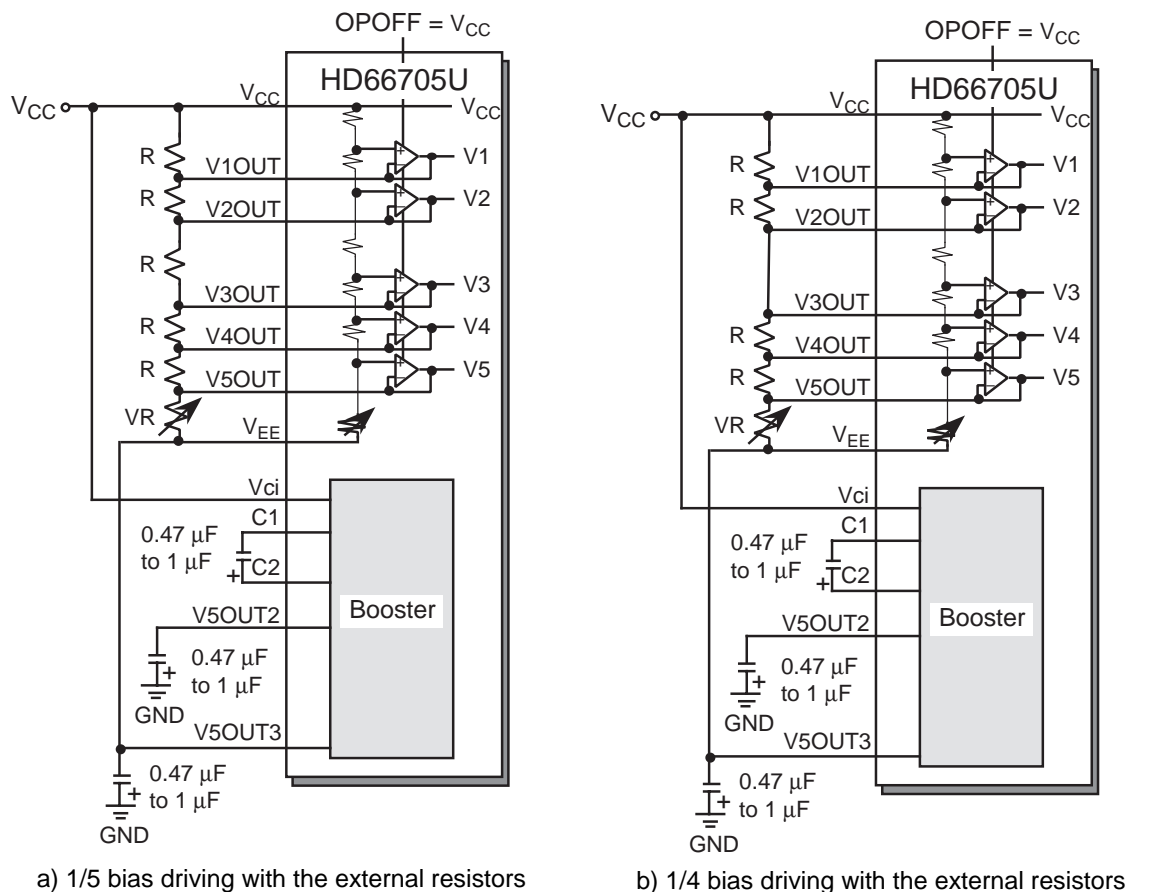 OPOFF = VCC
HD66705U
VCC
VCC
VCC
R
V1OUT
V1
R
V2OUT
V2
R
V3OUT
V3
R
V4OUT
V4
R
V5OUT
V5
VR
VEE
Vci
C1
0.47 μF
to 1 μF
C2
+
Booster
V5OUT2
0.47 μF
to 1 μF
+
GND
V5OUT3
0.47 μF
to 1 μF
+
GND
a) 1/5 bias driving with the external resistors
OPOFF = VCC
HD66705U
VCC
VCC
VCC
R
V1OUT
V1
R
V2OUT
V2
V3OUT
V3
R
V4OUT
V4
R
V5OUT
V5
VR
VEE
Vci
C1
0.47 μF
to 1 μF
C2
+
Booster
V5OUT2
0.47 μF
to 1 μF
+
GND
V5OUT3
0.47 μF
to 1 μF
+
GND
b) 1/4 bias driving with the external resistors